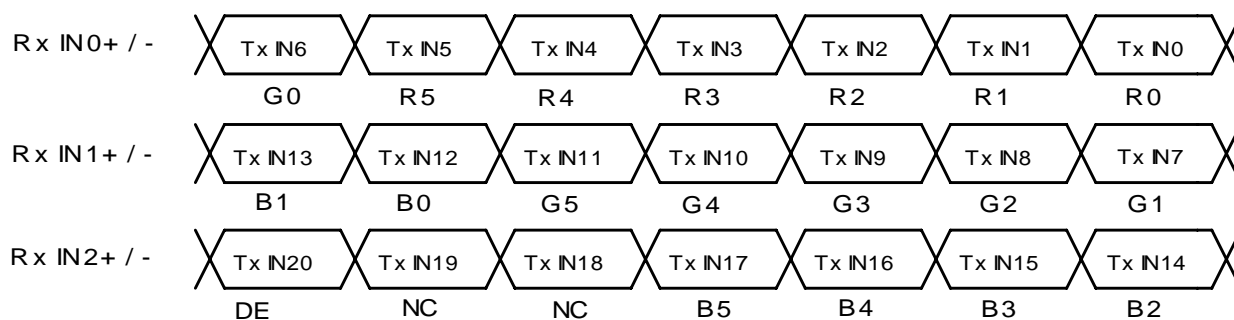 Rx IN0+ / - Tx IN6 Tx IN5 Tx IN4 Tx IN3 Tx IN2 Tx IN1 Tx IN0
G0 R5 R4 R3 R2 R1 R0
Rx IN1+ / - Tx IN13 Tx IN12 Tx IN11 Tx IN10 Tx IN9 Tx IN8 Tx IN7
B1 B0 G5 G4 G3 G2 G1
Rx IN2+ / - Tx IN20 Tx IN19 Tx IN18 Tx IN17 Tx IN16 Tx IN15 Tx IN14
DE NC NC B5 B4 B3 B2